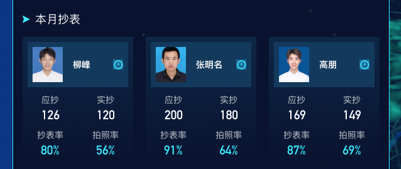 本月抄表
柳峰 张明名 高朋
应抄 实抄 应抄 实抄 应抄 实抄
126 120 200 180 169 149
抄表率 拍照率 抄表率 拍照率 抄表率 拍照率
80% 56% 91% 64% 87% 69%